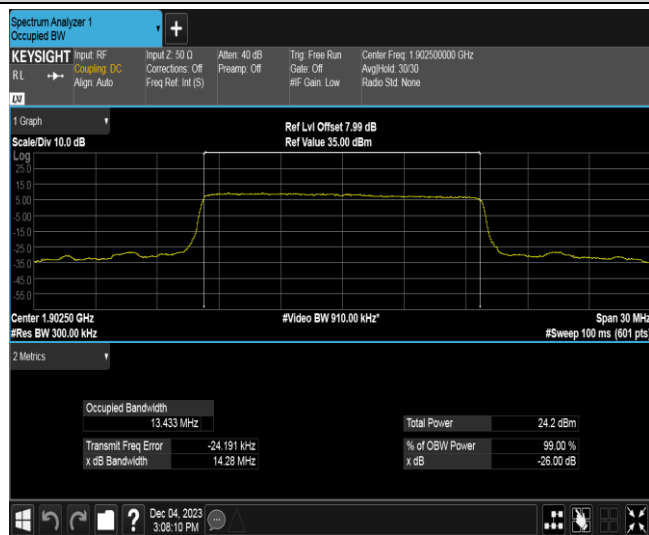 Spectrum Analyzer 1
Occupied BW
+
KEYSIGHT
RL
LXI
Input: RF
Coupling: DC
Align: Auto
Input Z: 50 Ω
Corrections: Off
Freq Ref: Int (S)
Atten: 40 dB
Preamp: Off
Trig: Free Run
Gate: Off
#IF Gain: Low
Center Freq: 1.902500000 GHz
Avg|Hold: 30/30
Radio Std: None
1 Graph
Scale/Div 10.0 dB
Ref Lvl Offset 7.99 dB
Ref Value 35.00 dBm
Log
25.0
15.0
5.00
-5.00
-15.0
-25.0
-35.0
-45.0
-55.0
Center 1.90250 GHz
#Res BW 300.00 kHz
#Video BW 910.00 kHz*
Span 30 MHz
#Sweep 100 ms (601 pts)
2 Metrics
Occupied Bandwidth
13.433 MHz
Transmit Freq Error -24.191 kHz
x dB Bandwidth 14.28 MHz
Total Power 24.2 dBm
% of OBW Power 99.00 %
x dB -26.00 dB
?
Dec 04, 2023
3:08:10 PM